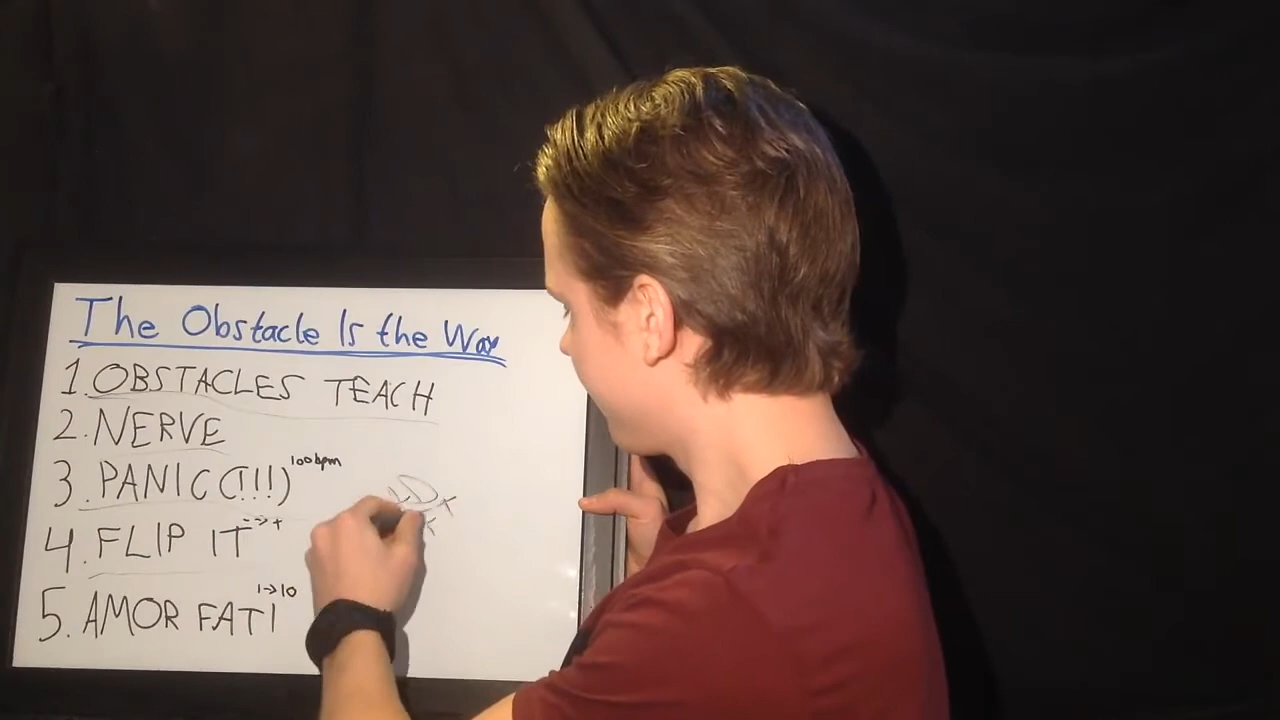 The Obstacle Is the Way
1. OBSTACLES TEACH
2. NERVE
3. PANIC (!!!) 100bpm
4. FLIP IT - → +
5. AMOR FATI 1 → 10